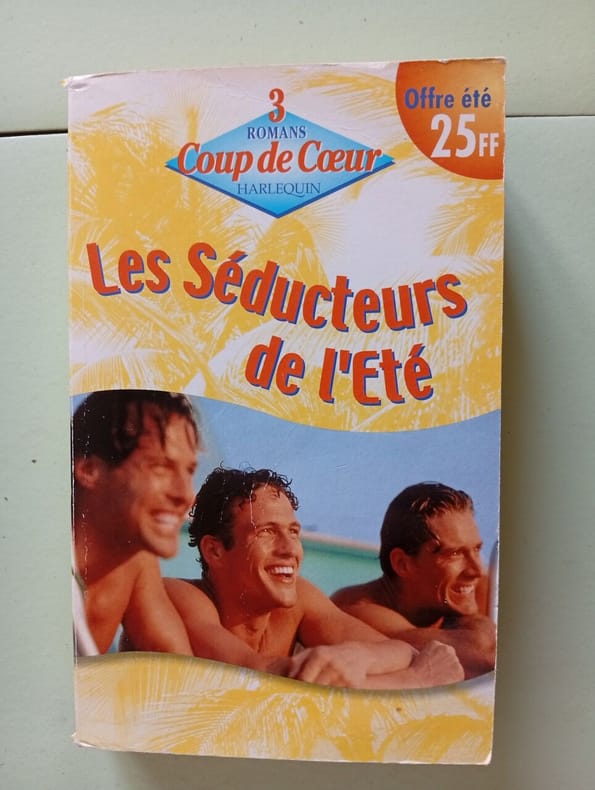 3
ROMANS
Coup de Cœur
HARLEQUIN
Offre été
25FF
Les Séducteurs
de l'Eté